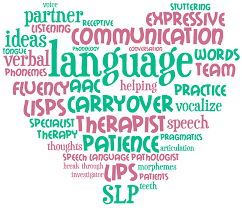 voice
STUTTERING
partner RECEPTIVE EXPRESSIVE
LISTENING COMMUNICATION
ideas PHODOLOGY CONVERSATION
TONGUE language WORDS
verbal TEAM
PHONEMES
FLUENCY AAC helping PRACTICE
LISPS CARRYOVER vocalize
SPECIALIST THERAPIST speech
THERAPY PATIENCE PRAGMATICS
thoughts articulation
SPEECH LANGUAGE PATHOLOGIST
break through LIPS morphemes
investigator PATIENTS
SLP teeth